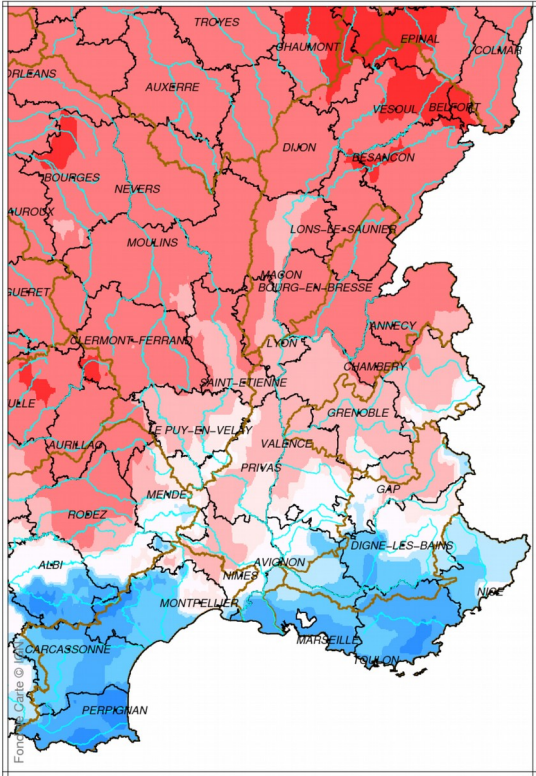 TROYES
EPINAL
CHAUMONT
COLMAR
ORLEANS
AUXERRE
VESOUL
BELFORT
DIJON
BESANCON
BOURGES
NEVERS
AUROUX
LONS-LE-SAUNIER
MOULINS
MACON
BOURG-EN-BRESSE
GUERET
ANNECY
CLERMONT-FERRAND
LYON
CHAMBERY
SAINT-ETIENNE
ULLE
GRENOBLE
LE PUY-EN-VELAY
VALENCE
AURILLAC
PRIVAS
MENDE
GAP
RODEZ
DIGNE-LES-BAINS
AVIGNON
ALBI
NIMES
NICE
MONTPELLIER
MARSEILLE
CARCASSONNE
TOULON
PERPIGNAN
Fond de Carte © IGN